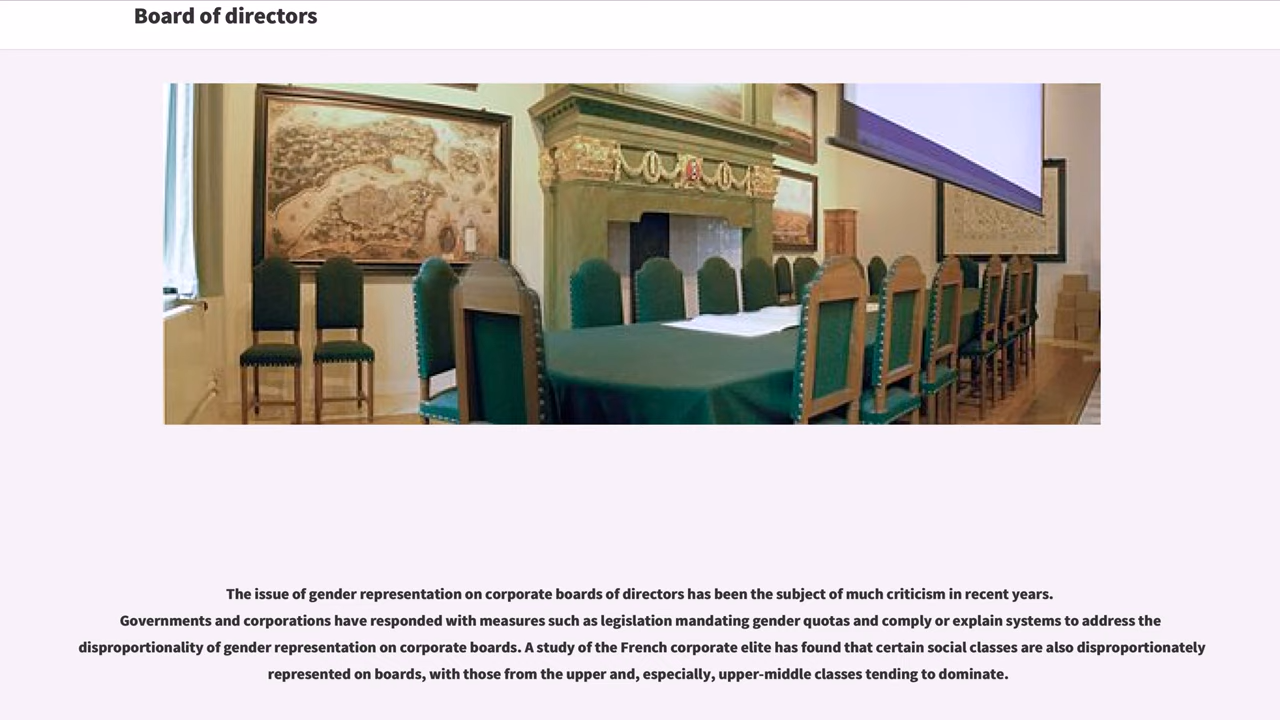 Board of directors
The issue of gender representation on corporate boards of directors has been the subject of much criticism in recent years.
Governments and corporations have responded with measures such as legislation mandating gender quotas and comply or explain systems to address the
disproportionality of gender representation on corporate boards. A study of the French corporate elite has found that certain social classes are also disproportionately
represented on boards, with those from the upper and, especially, upper-middle classes tending to dominate.